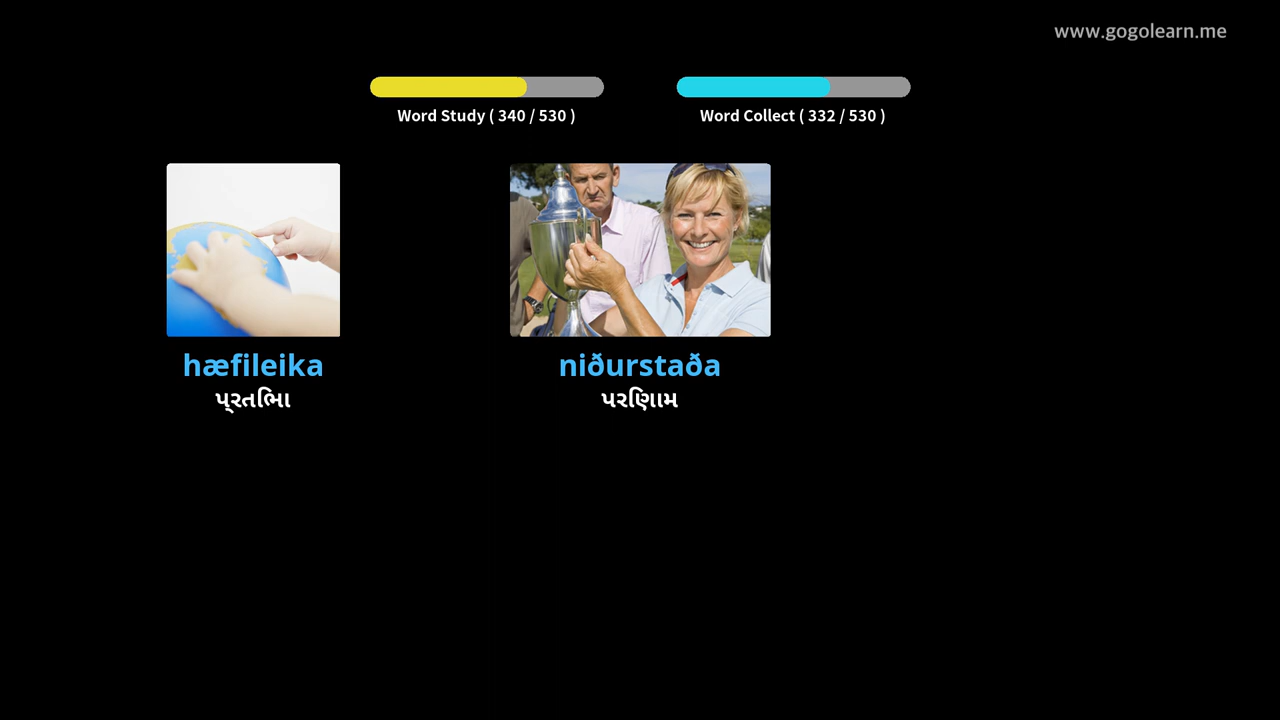 www.gogolearn.me
Word Study ( 340 / 530 )
Word Collect ( 332 / 530 )
hæfileika
પ્રતિભા
niðurstaða
પરિણામ